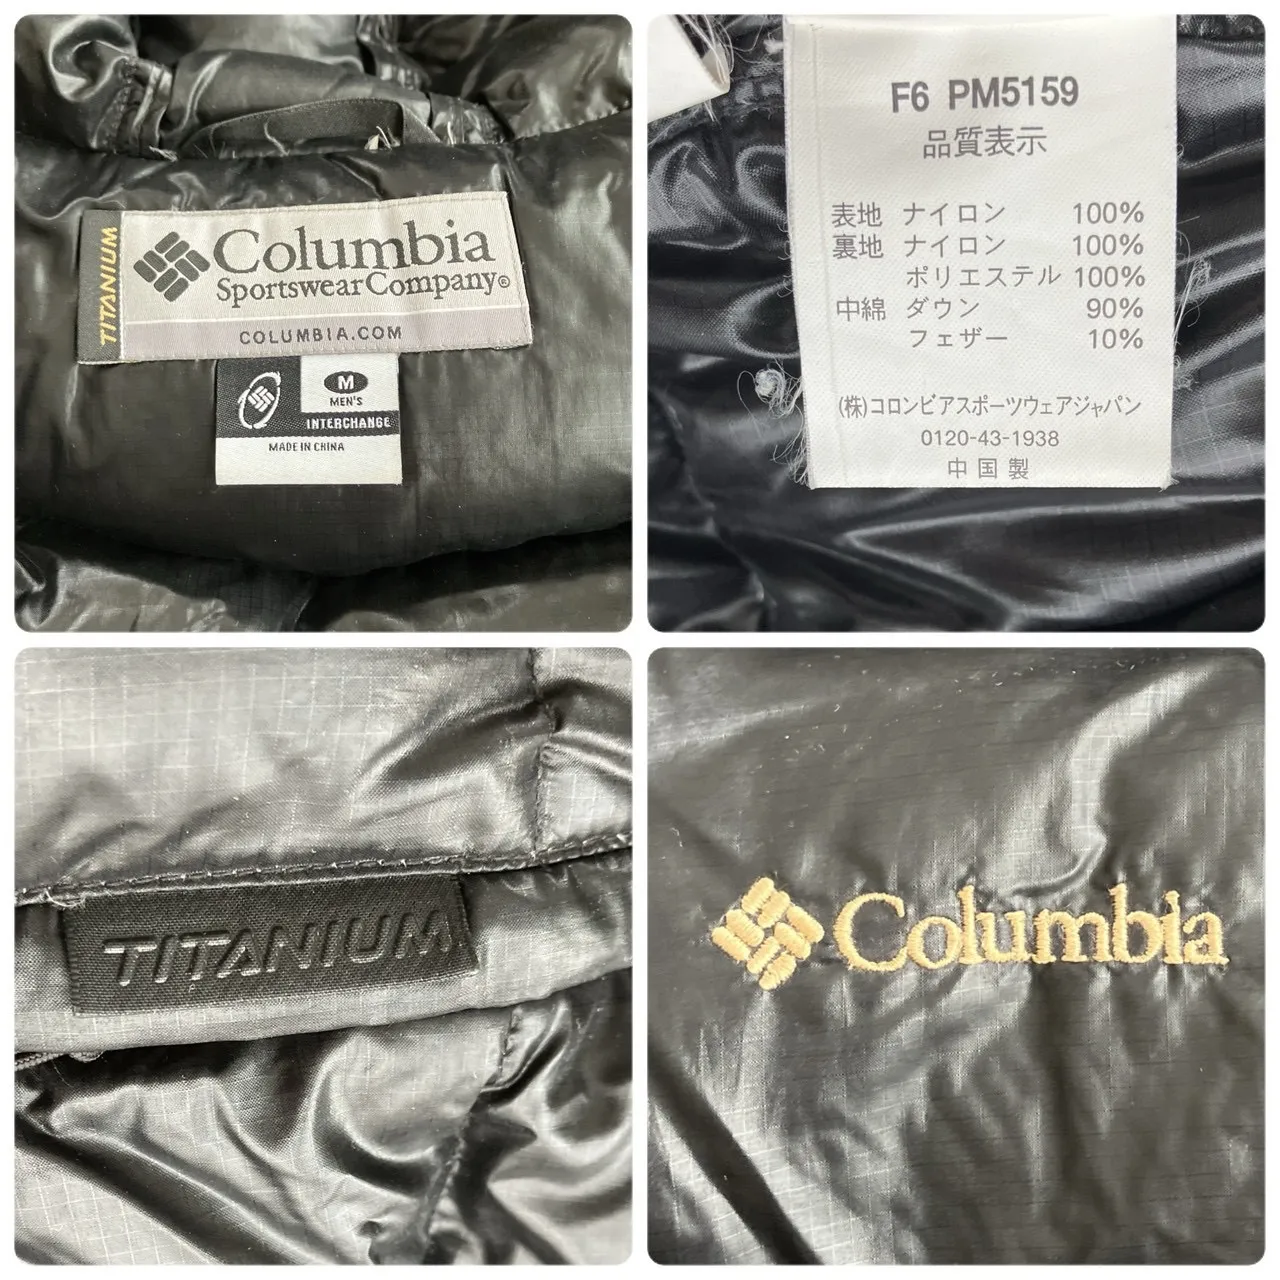 TITANIUM
Columbia
Sportswear Company®
COLUMBIA.COM
M
MEN'S
INTERCHANGE
MADE IN CHINA
F6 PM5159
品質表示
表地 ナイロン 100%
裏地 ナイロン 100%
ポリエステル 100%
中綿 ダウン 90%
フェザー 10%
(株)コロンビアスポーツウェアジャパン
0120-43-1938
中国製
TITANIUM
Columbia